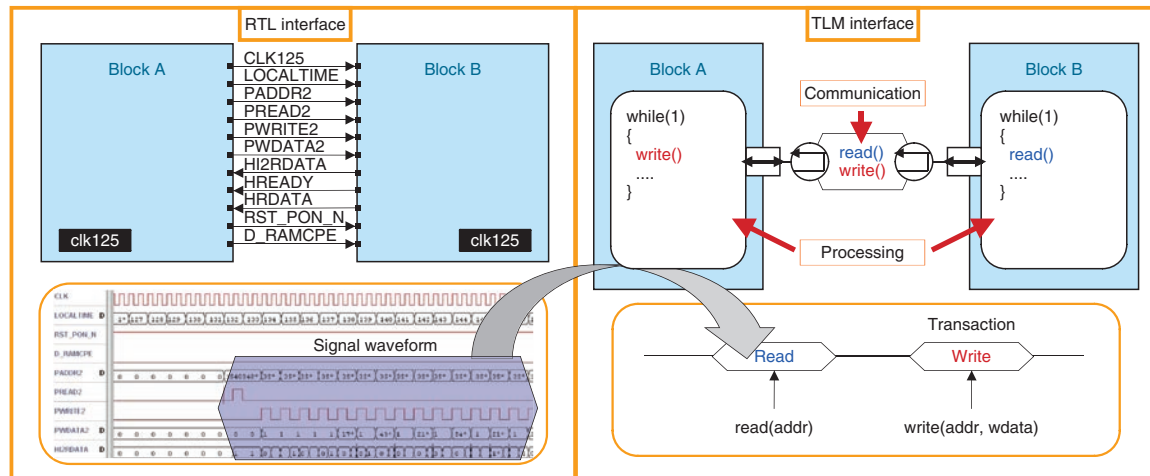 RTL interface
Block A
Block B
CLK125
LOCALTIME
PADDR2
PREAD2
PWRITE2
PWDATA2
HI2RDATA
HREADY
HRDATA
RST_PON_N
D_RAMCPE
clk125
clk125
CLK
LOCALTIME D
RST_PON_N
D_RAMCPE
PADDR2 D
PREAD2
PWRITE2
PWDATA2 D
HI2RDATA
Signal waveform
TLM interface
Block A
Block B
Communication
while(1)
{
write()
....
}
read()
write()
while(1)
{
read()
....
}
Processing
Transaction
Read
Write
read(addr)
write(addr, wdata)